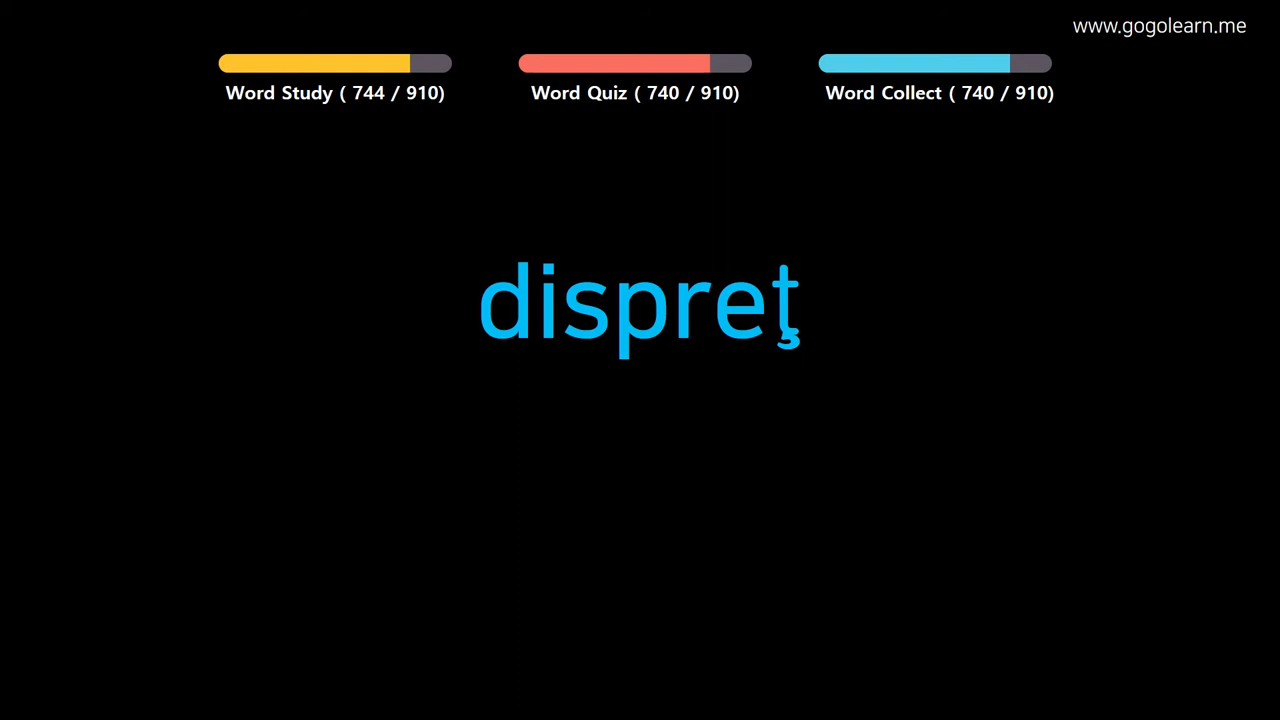 www.gogolearn.me
Word Study ( 744 / 910)
Word Quiz ( 740 / 910)
Word Collect ( 740 / 910)
dispreţ